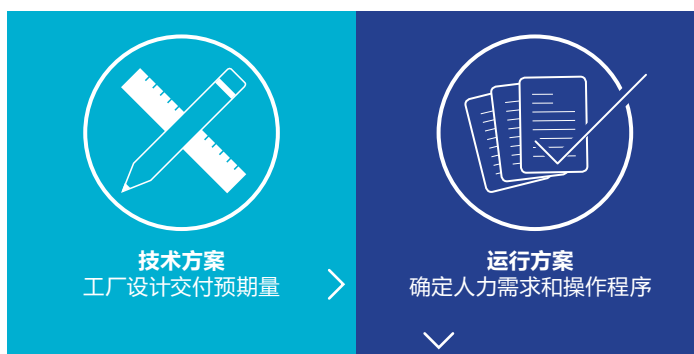 技术方案
工厂设计交付预期量
运行方案
确定人力需求和操作程序